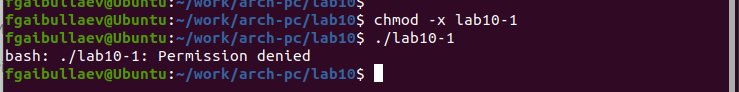 fgaibullaev@Ubuntu:~/work/arch-pc/lab10$
fgaibullaev@Ubuntu:~/work/arch-pc/lab10$ chmod -x lab10-1
fgaibullaev@Ubuntu:~/work/arch-pc/lab10$ ./lab10-1
bash: ./lab10-1: Permission denied
fgaibullaev@Ubuntu:~/work/arch-pc/lab10$